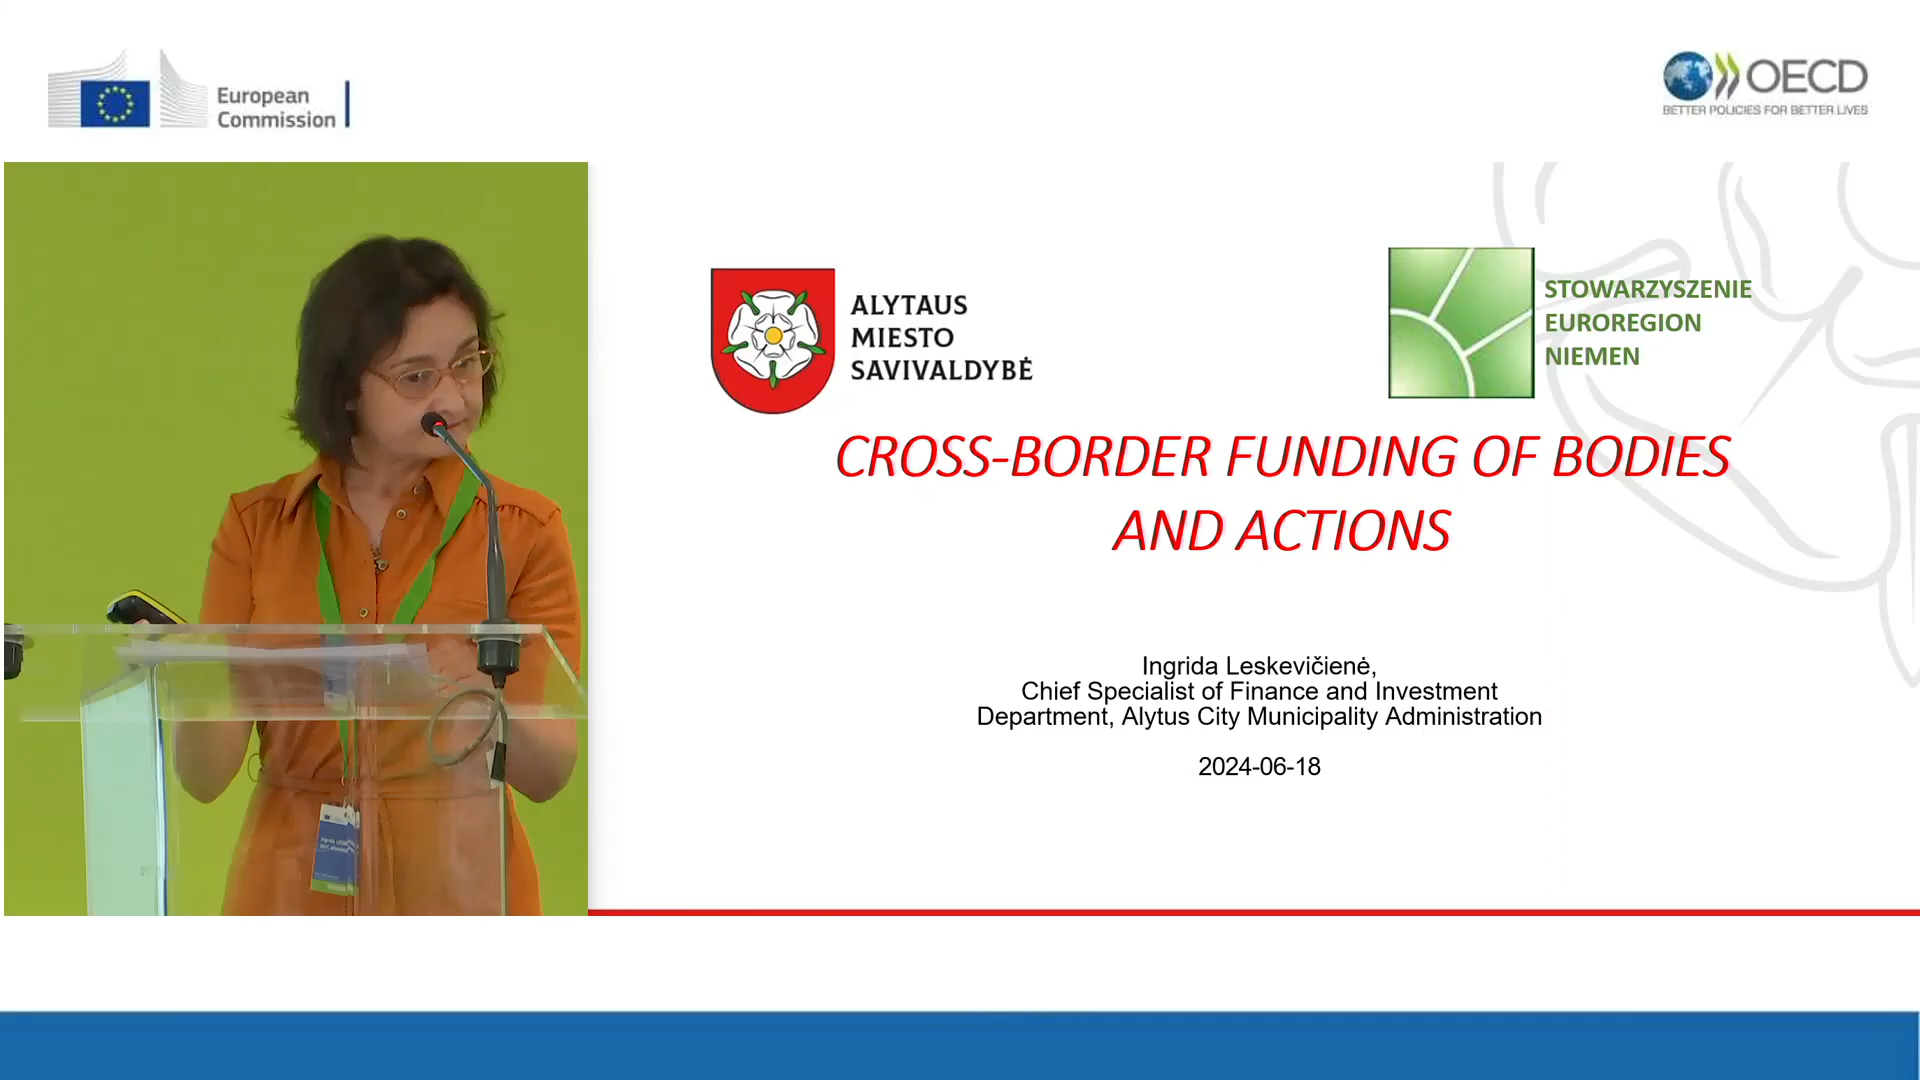 European
Commission
OECD
BETTER POLICIES FOR BETTER LIVES
ALYTAUS
MIESTO
SAVIVALDYBĖ
STOWARZYSZENIE
EUROREGION
NIEMEN
CROSS-BORDER FUNDING OF BODIES
AND ACTIONS
Ingrida Leskevičienė,
Chief Specialist of Finance and Investment
Department, Alytus City Municipality Administration
2024-06-18